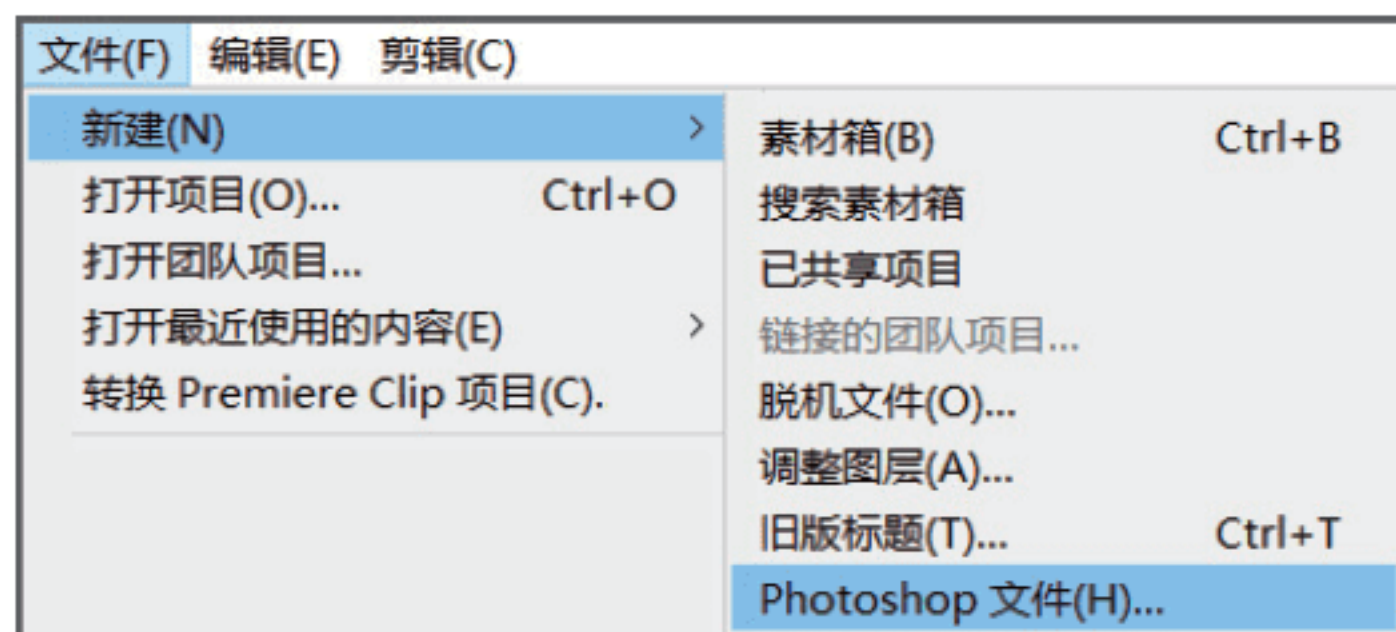 文件(F) 编辑(E) 剪辑(C)
新建(N) >
打开项目(O)... Ctrl+O
打开团队项目...
打开最近使用的内容(E) >
转换 Premiere Clip 项目(C).
素材箱(B) Ctrl+B
搜索素材箱
已共享项目
链接的团队项目...
脱机文件(O)...
调整图层(A)...
旧版标题(T)... Ctrl+T
Photoshop 文件(H)...